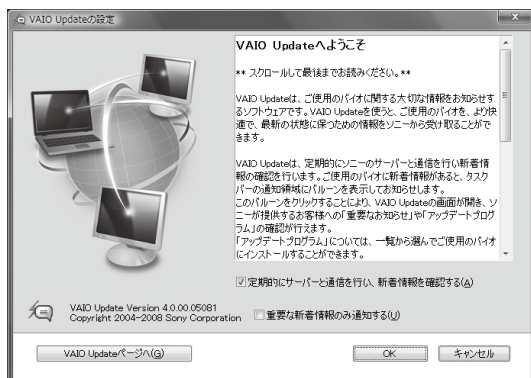 VAIO Updateの設定
VAIO Updateへようこそ
** スクロールして最後までお読みください。**
VAIO Updateは、ご使用のバイオに関する大切な情報をお知らせす
るソフトウェアです。VAIO Updateを使うと、ご使用のバイオを、より快
適で、最新の状態に保つための情報をソニーから受け取ることがで
きます。
VAIO Updateは、定期的にソニーのサーバーと通信を行い新着情
報の確認を行います。ご使用のバイオに新着情報があると、タスク
バーの通知領域にバルーンを表示してお知らせします。
このバルーンをクリックすることにより、VAIO Updateの画面が開き、ソ
ニーが提供するお客様への「重要なお知らせ」や「アップデートプログ
ラム」の確認が行えます。
「アップデートプログラム」については、一覧から選んでご使用のバイオ
にインストールすることができます。
定期的にサーバーと通信を行い、新着情報を確認する(A)
VAIO Update Version 4.0.00.05081
Copyright 2004-2008 Sony Corporation
重要な新着情報のみ通知する(U)
VAIO Updateページへ(G)
OK
キャンセル